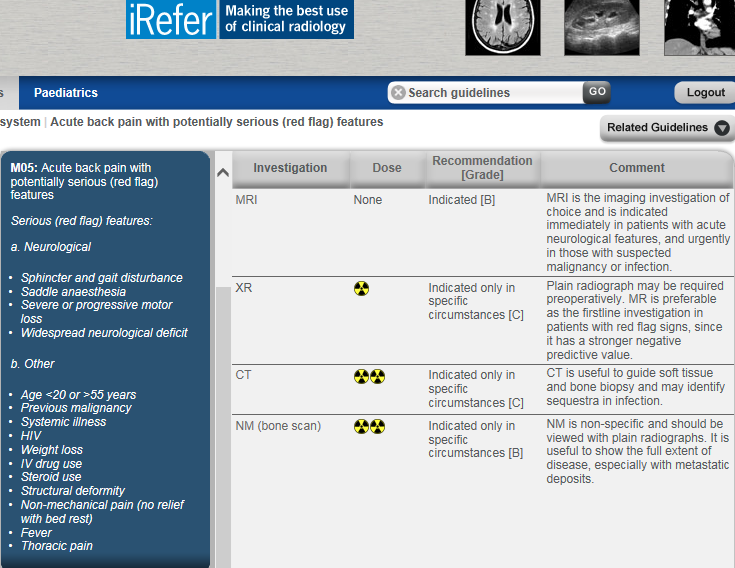 iRefer
Making the best use
of clinical radiology
s
Paediatrics
Search guidelines
GO
Logout
system | Acute back pain with potentially serious (red flag) features
Related Guidelines
M05: Acute back pain with
potentially serious (red flag)
features
Serious (red flag) features:
a. Neurological
• Sphincter and gait disturbance
• Saddle anaesthesia
• Severe or progressive motor
loss
• Widespread neurological deficit
b. Other
• Age <20 or >55 years
• Previous malignancy
• Systemic illness
• HIV
• Weight loss
• IV drug use
• Steroid use
• Structural deformity
• Non-mechanical pain (no relief
with bed rest)
• Fever
• Thoracic pain
Investigation
Dose
Recommendation
[Grade]
Comment
MRI
None
Indicated [B]
MRI is the imaging investigation of
choice and is indicated
immediately in patients with acute
neurological features, and urgently
in those with suspected
malignancy or infection.
XR
Indicated only in
specific
circumstances [C]
Plain radiograph may be required
preoperatively. MR is preferable
as the firstline investigation in
patients with red flag signs, since
it has a stronger negative
predictive value.
CT
Indicated only in
specific
circumstances [C]
CT is useful to guide soft tissue
and bone biopsy and may identify
sequestra in infection.
NM (bone scan)
Indicated only in
specific
circumstances [B]
NM is non-specific and should be
viewed with plain radiographs. It is
useful to show the full extent of
disease, especially with metastatic
deposits.